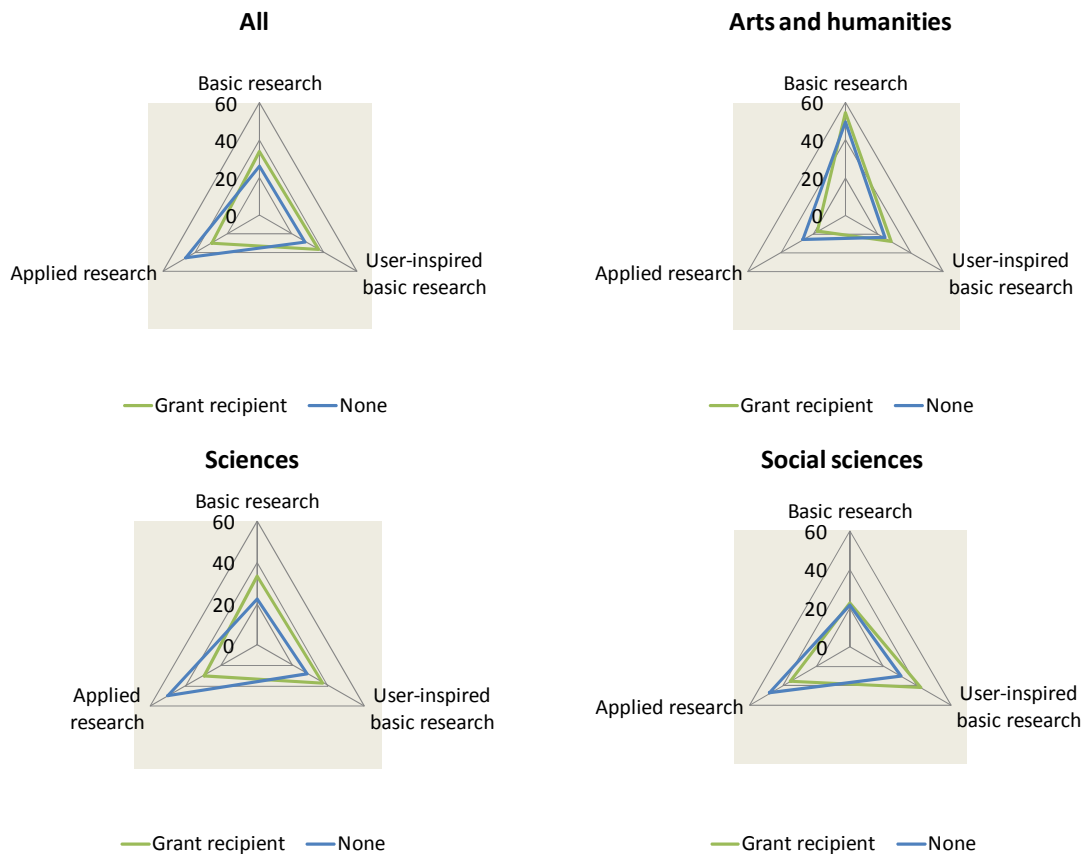 All
Basic research
60
40
20
0
Applied research
User-inspired
basic research
Grant recipient
None
Arts and humanities
Basic research
60
40
20
0
Applied research
User-inspired
basic research
Grant recipient
None
Sciences
Basic research
60
40
20
0
Applied
research
User-inspired
basic research
Grant recipient
None
Social sciences
Basic research
60
40
20
0
Applied research
User-inspired
basic research
Grant recipient
None